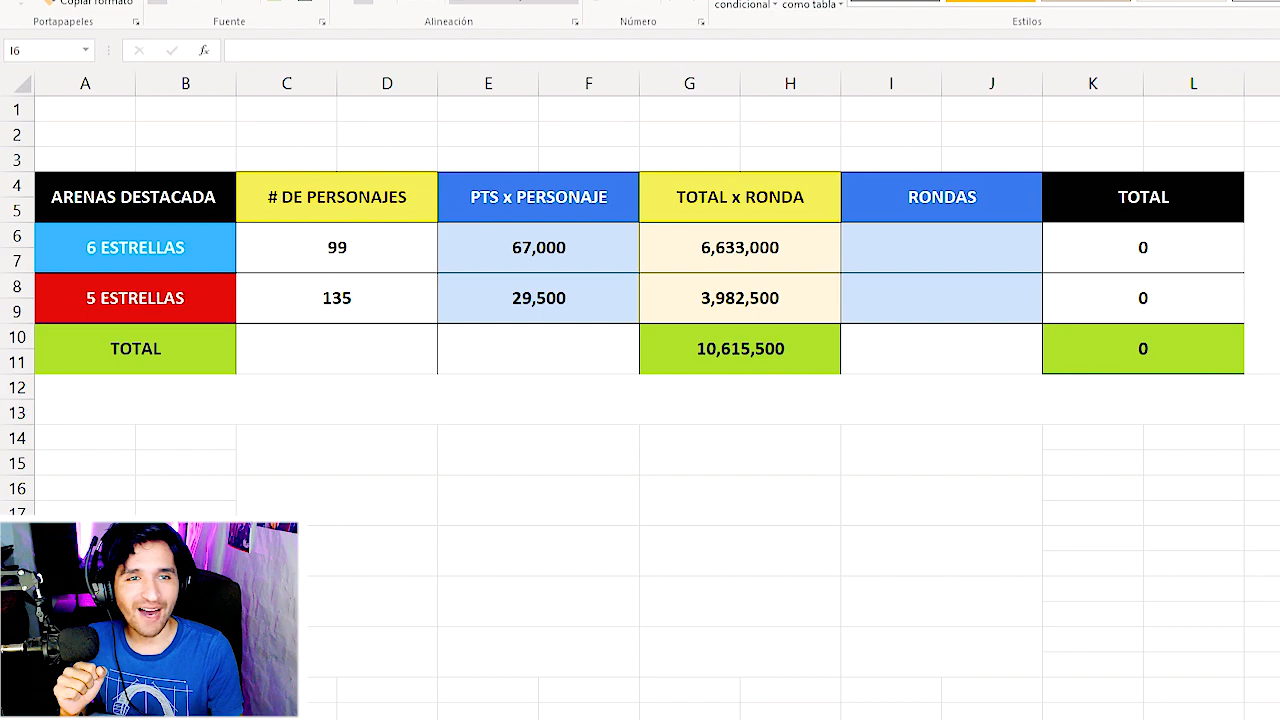 Copiar formato
condicional como tabla
Portapapeles Fuente Alineación Número Estilos
I6 fx
A B C D E F G H I J K L
1
2
3
4
ARENAS DESTACADA # DE PERSONAJES PTS x PERSONAJE TOTAL x RONDA RONDAS TOTAL
5
6
6 ESTRELLAS 99 67,000 6,633,000 0
7
8
5 ESTRELLAS 135 29,500 3,982,500 0
9
10
TOTAL 10,615,500 0
11
12
13
14
15
16
17